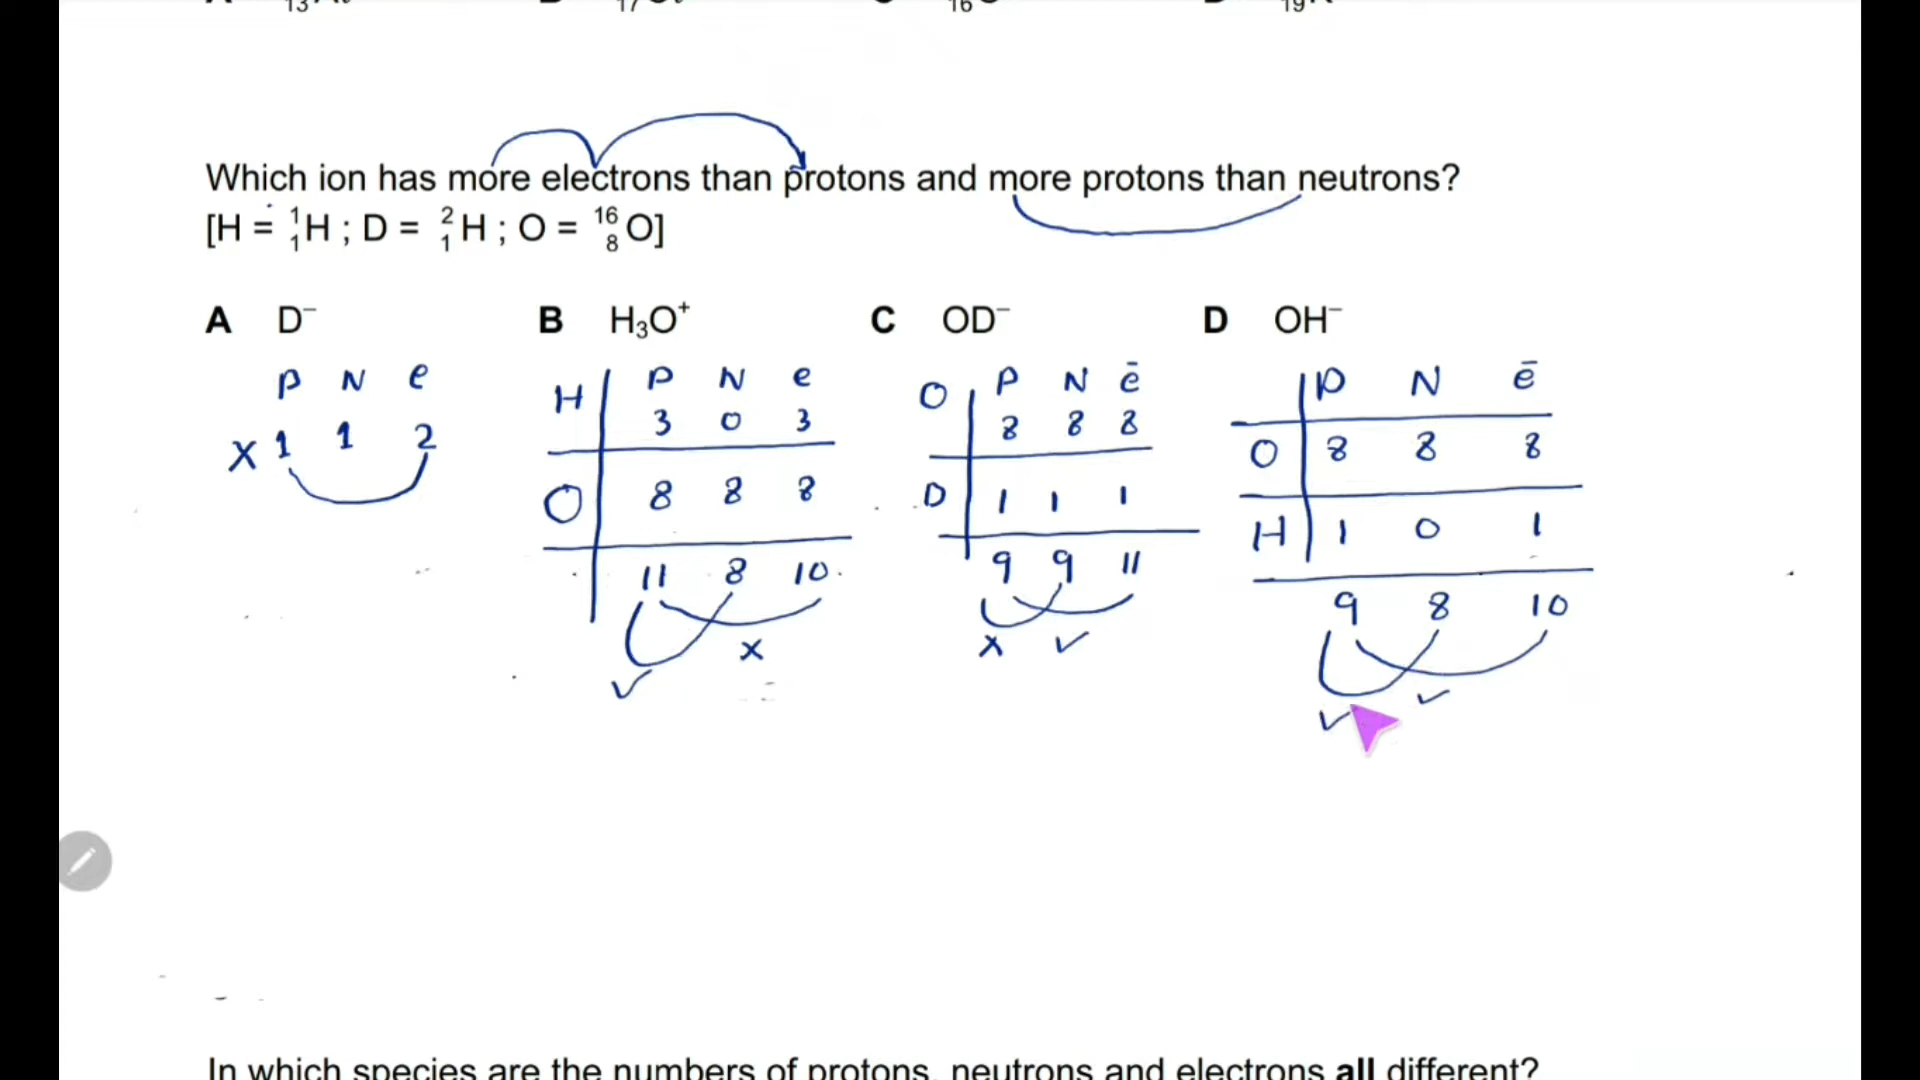 Which ion has more electrons than protons and more protons than neutrons?
[H = ¹₁H ; D = ²₁H ; O = ¹⁶₈O]
A D⁻ B H₃O⁺ C OD⁻ D OH⁻
P N e
X 1 1 2
H P N e
3 0 3
O 8 8 8
11 8 10
✓ X
O P N ē
8 8 8
D 1 1 1
9 9 11
X ✓
P N ē
O 8 8 8
H 1 0 1
9 8 10
✓ ✓
In which species are the numbers of protons, neutrons and electrons all different?